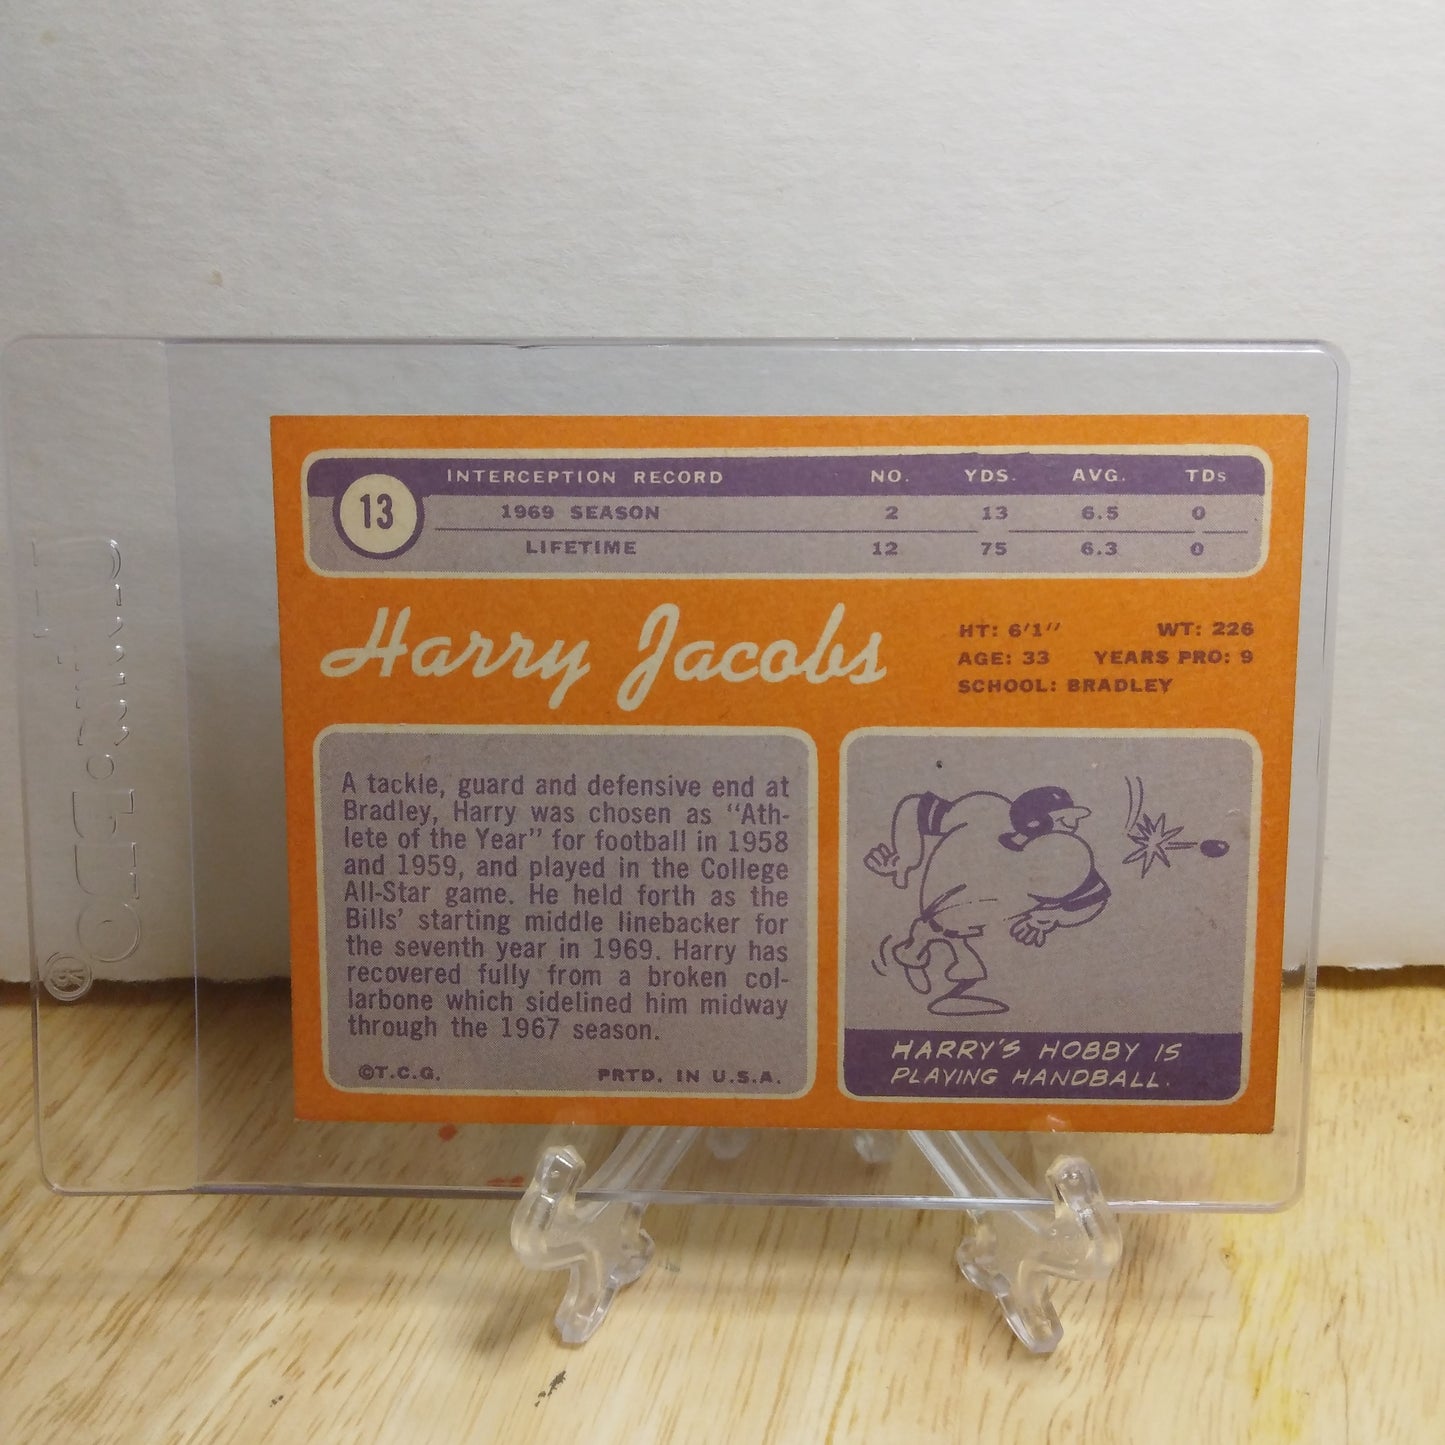 13
INTERCEPTION RECORD NO. YDS. AVG. TDs
1969 SEASON 2 13 6.5 0
LIFETIME 12 75 6.3 0
Harry Jacobs
HT: 6'1'' WT: 226
AGE: 33 YEARS PRO: 9
SCHOOL: BRADLEY
A tackle, guard and defensive end at
Bradley, Harry was chosen as "Ath-
lete of the Year" for football in 1958
and 1959, and played in the College
All-Star game. He held forth as the
Bills' starting middle linebacker for
the seventh year in 1969. Harry has
recovered fully from a broken col-
larbone which sidelined him midway
through the 1967 season.
©T.C.G. PRTD. IN U.S.A.
HARRY'S HOBBY IS
PLAYING HANDBALL.